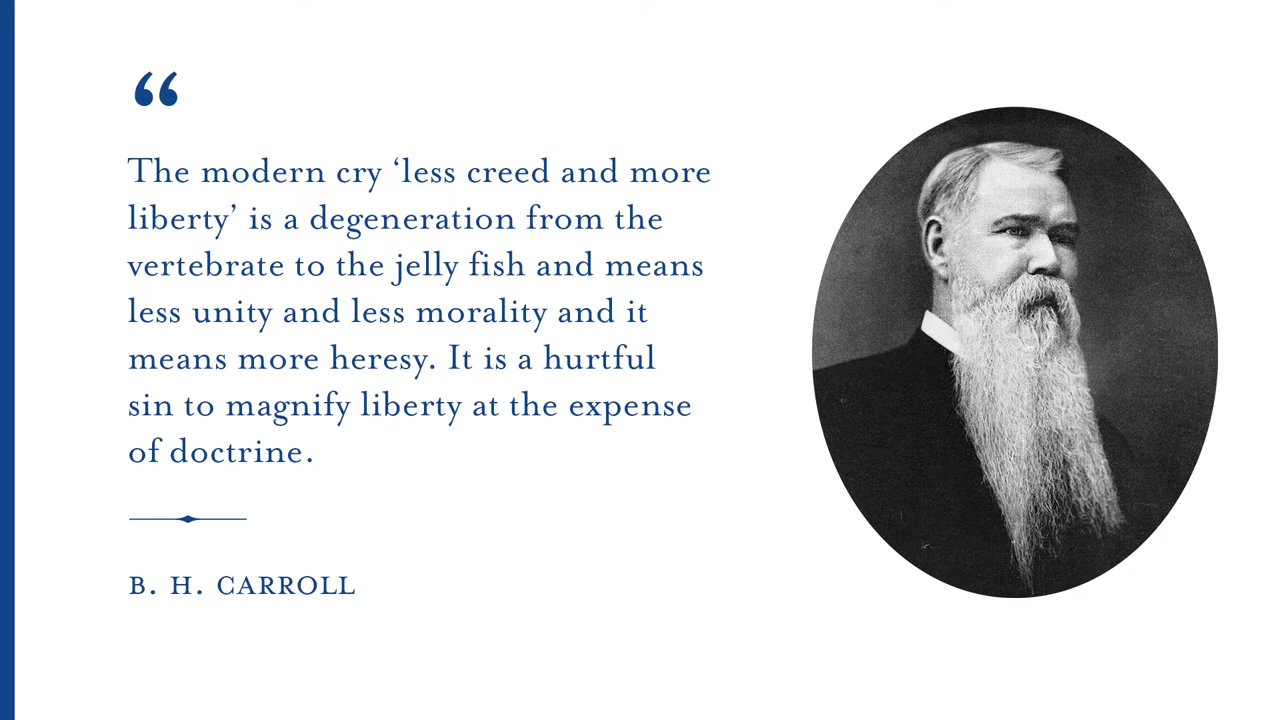 “
The modern cry ‘less creed and more
liberty’ is a degeneration from the
vertebrate to the jelly fish and means
less unity and less morality and it
means more heresy. It is a hurtful
sin to magnify liberty at the expense
of doctrine.
B. H. CARROLL